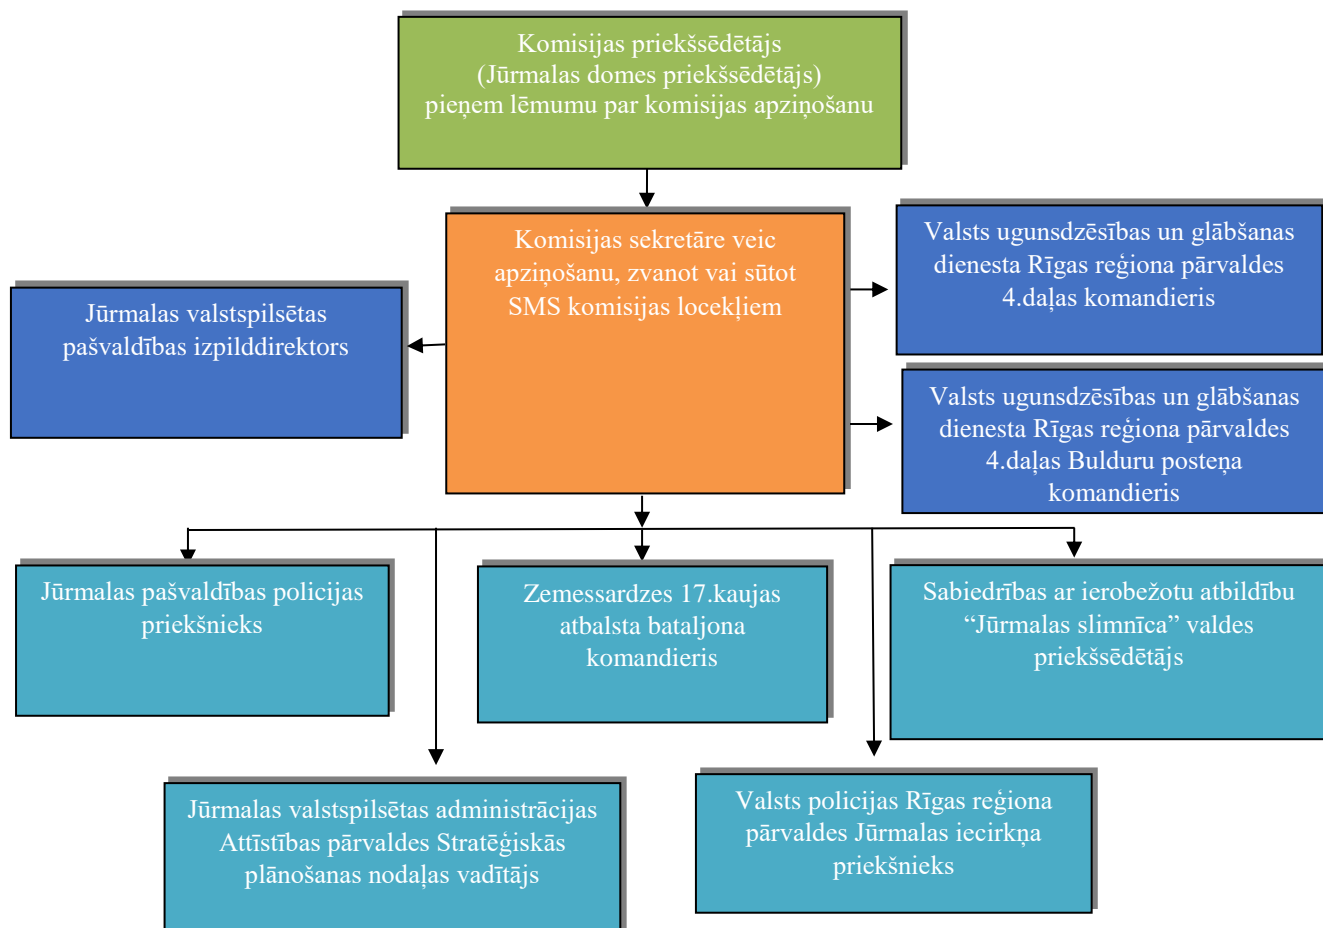 Komisijas priekšsēdētājs
(Jūrmalas domes priekšsēdētājs)
pieņem lēmumu par komisijas apziņošanu
Komisijas sekretāre veic
apziņošanu, zvanot vai sūtot
SMS komisijas locekļiem
Valsts ugunsdzēsības un glābšanas
dienesta Rīgas reģiona pārvaldes
4.daļas komandieris
Jūrmalas valstspilsētas
pašvaldības izpilddirektors
Valsts ugunsdzēsības un glābšanas
dienesta Rīgas reģiona pārvaldes
4.daļas Bulduru posteņa
komandieris
Jūrmalas pašvaldības policijas
priekšnieks
Zemessardzes 17.kaujas
atbalsta bataljona
komandieris
Sabiedrības ar ierobežotu atbildību
“Jūrmalas slimnīca” valdes
priekšsēdētājs
Jūrmalas valstspilsētas administrācijas
Attīstības pārvaldes Stratēģiskās
plānošanas nodaļas vadītājs
Valsts policijas Rīgas reģiona
pārvaldes Jūrmalas iecirkņa
priekšnieks